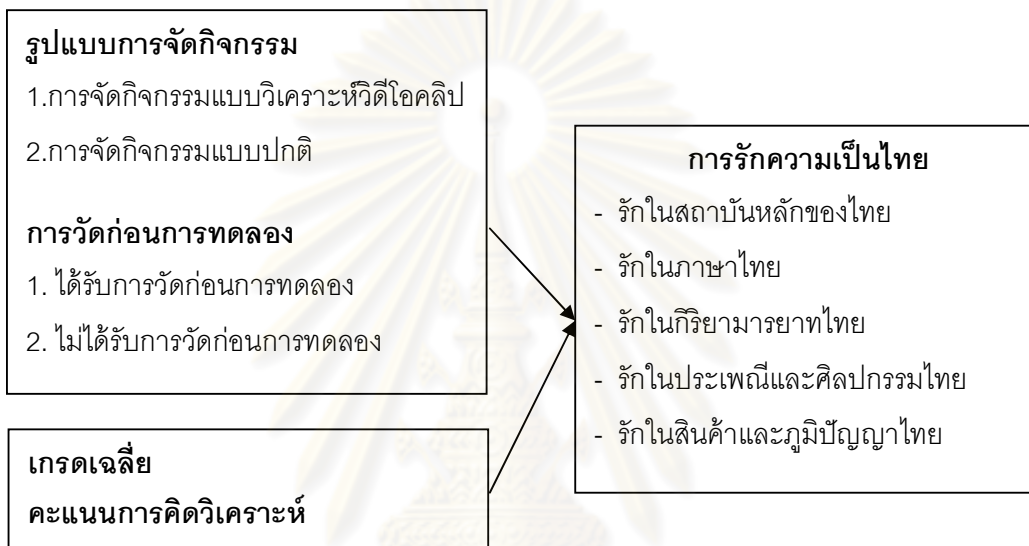 รูปแบบการจัดกิจกรรม
1.การจัดกิจกรรมแบบวิเคราะห์วิดีโอคลิป
2.การจัดกิจกรรมแบบปกติ
การวัดก่อนการทดลอง
1. ได้รับการวัดก่อนการทดลอง
2. ไม่ได้รับการวัดก่อนการทดลอง
เกรดเฉลี่ย
คะแนนการคิดวิเคราะห์
การรักความเป็นไทย
- รักในสถาบันหลักของไทย
- รักในภาษาไทย
- รักในกิริยามารยาทไทย
- รักในประเพณีและศิลปกรรมไทย
- รักในสินค้าและภูมิปัญญาไทย